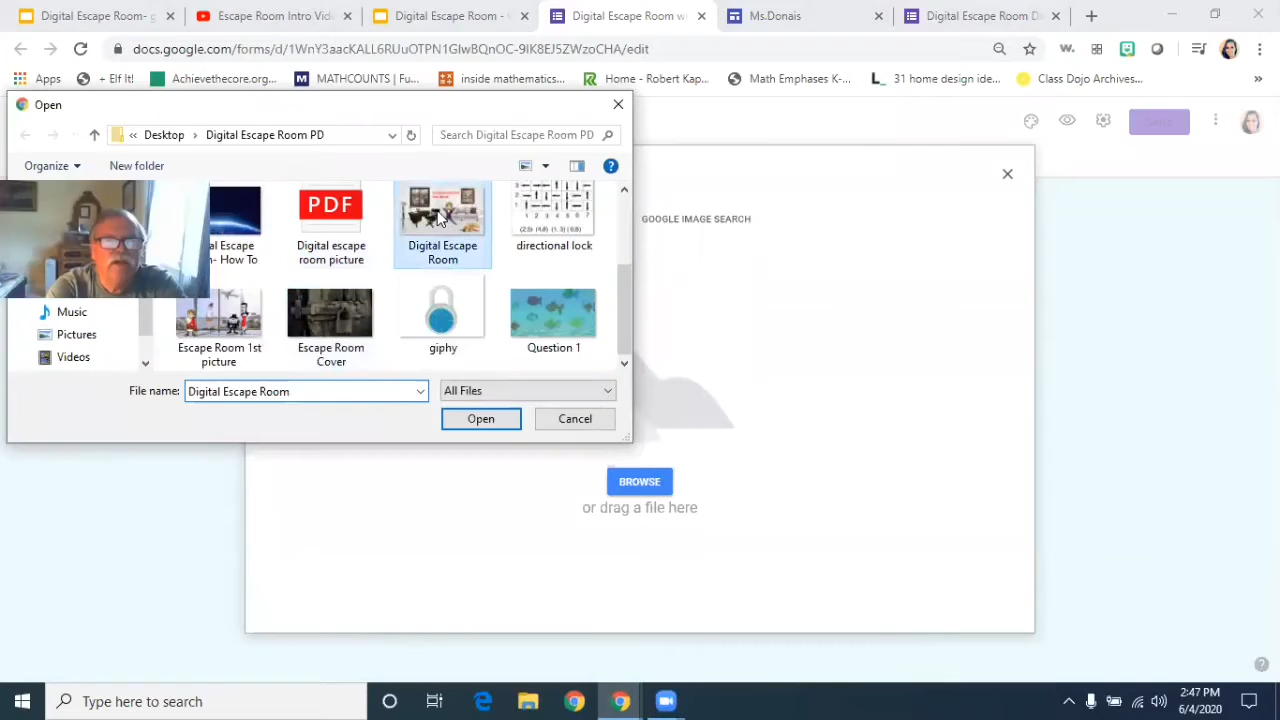 Digital Escape Room- g
Escape Room Intro Vid
Digital Escape Room -
Digital Escape Room w
Ms.Donais
Digital Escape Room D
docs.google.com/forms/d/1WnY3aacKALL6RUuOTPN1GlwBQnOC-9IK8EJ5ZWzoCHA/edit
Apps
+ Elf It!
Achievethecore.org...
MATHCOUNTS | Fu...
inside mathematics...
Home - Robert Kap...
Math Emphases K-...
31 home design ide...
Class Dojo Archives...
»
Open
« Desktop › Digital Escape Room PD
Search Digital Escape Room PD
Organize
New folder
PDF
al Escape
n- How To
Digital escape
room picture
Digital Escape
Room
directional lock
Music
Pictures
Videos
Escape Room 1st
picture
Escape Room
Cover
giphy
Question 1
File name:
Digital Escape Room
All Files
Open
Cancel
GOOGLE IMAGE SEARCH
BROWSE
or drag a file here
Type here to search
2:47 PM
6/4/2020